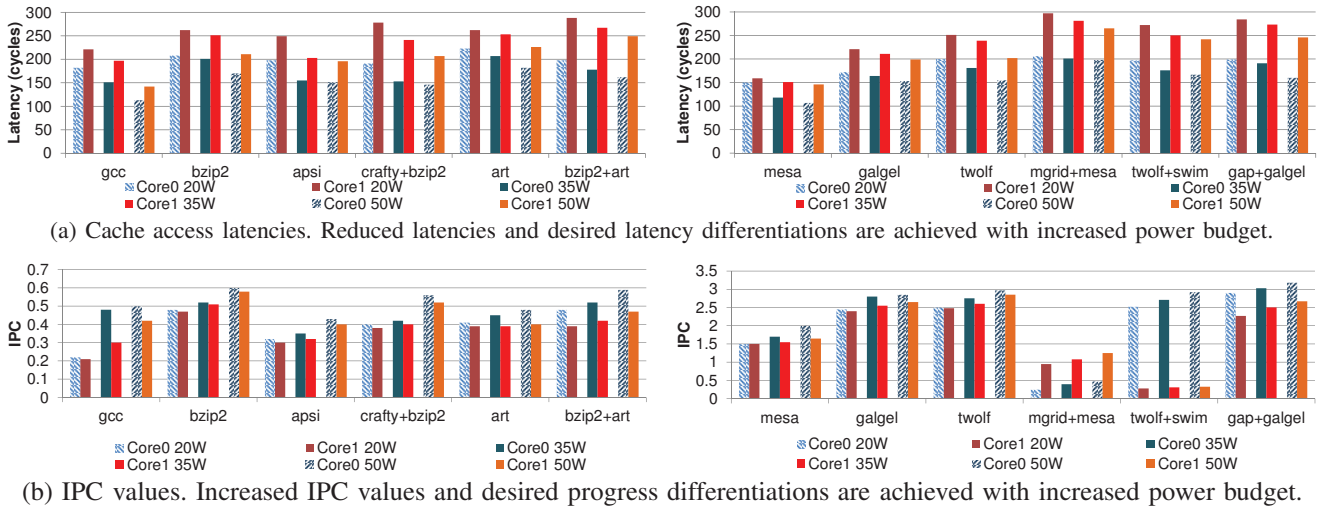 300
250
200
150
100
50
0
Latency (cycles)
gcc bzip2 apsi crafty+bzip2 art bzip2+art
Core0 20W Core1 20W Core0 35W
Core1 35W Core0 50W Core1 50W
300
250
200
150
100
50
0
Latency (cycles)
mesa galgel twolf mgrid+mesa twolf+swim gap+galgel
Core0 20W Core1 20W Core0 35W
Core1 35W Core0 50W Core1 50W
(a) Cache access latencies. Reduced latencies and desired latency differentiations are achieved with increased power budget.
0.7
0.6
0.5
0.4
0.3
0.2
0.1
0
IPC
gcc bzip2 apsi crafty+bzip2 art bzip2+art
Core0 20W Core1 20W Core0 35W
Core1 35W Core0 50W Core1 50W
3.5
3
2.5
2
1.5
1
0.5
0
IPC
mesa galgel twolf mgrid+mesa twolf+swim gap+galgel
Core0 20W Core1 20W Core0 35W
Core1 35W Core0 50W Core1 50W
(b) IPC values. Increased IPC values and desired progress differentiations are achieved with increased power budget.